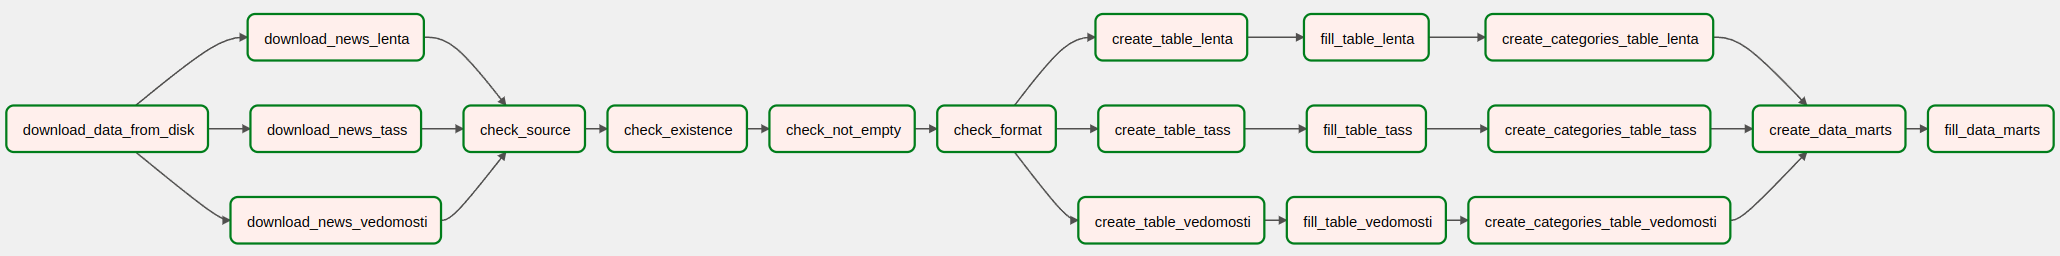 download_data_from_disk
download_news_lenta
download_news_tass
download_news_vedomosti
check_source
check_existence
check_not_empty
check_format
create_table_lenta
fill_table_lenta
create_categories_table_lenta
create_table_tass
fill_table_tass
create_categories_table_tass
create_table_vedomosti
fill_table_vedomosti
create_categories_table_vedomosti
create_data_marts
fill_data_marts